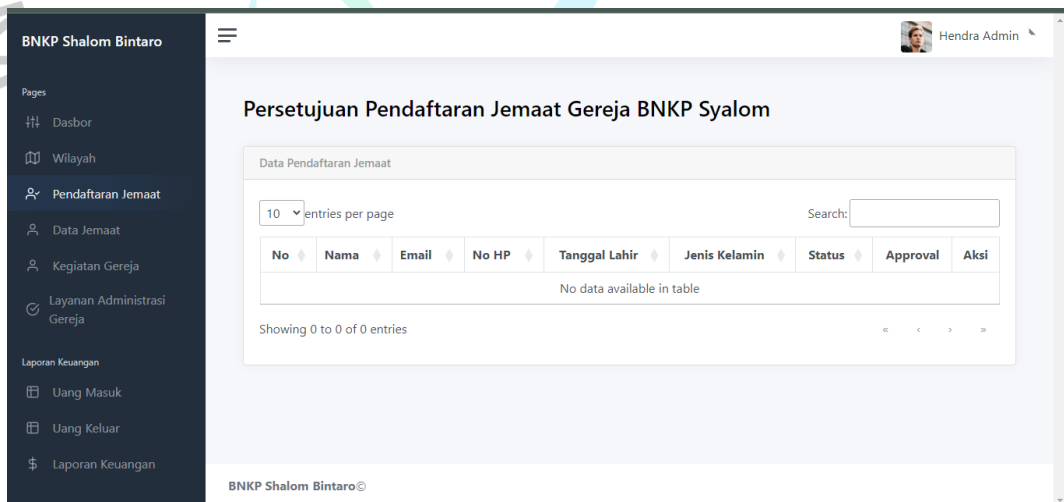 BNKP Shalom Bintaro
Hendra Admin
Pages
Dasbor
Wilayah
Pendaftaran Jemaat
Data Jemaat
Kegiatan Gereja
Layanan Administrasi
Gereja
Laporan Keuangan
Uang Masuk
Uang Keluar
Laporan Keuangan
Persetujuan Pendaftaran Jemaat Gereja BNKP Syalom
Data Pendaftaran Jemaat
10 entries per page
Search:
No Nama Email No HP Tanggal Lahir Jenis Kelamin Status Approval Aksi
No data available in table
Showing 0 to 0 of 0 entries
« ‹ › »
BNKP Shalom Bintaro©